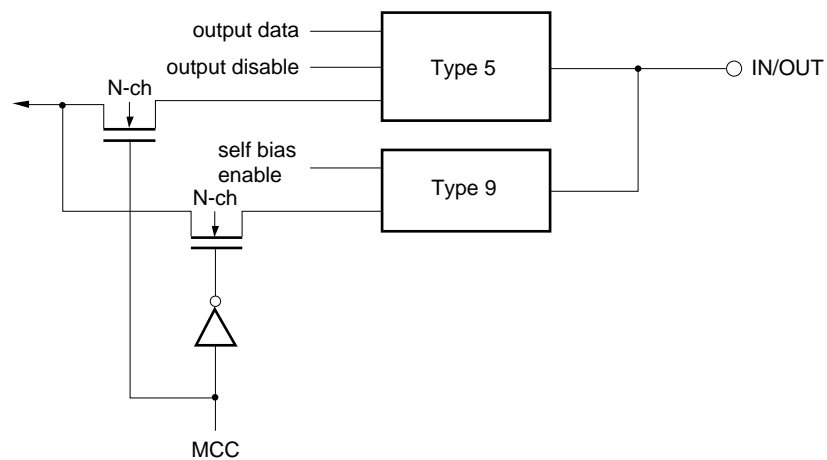 output data
output disable
Type 5
IN/OUT
N-ch
self bias
enable
Type 9
N-ch
MCC